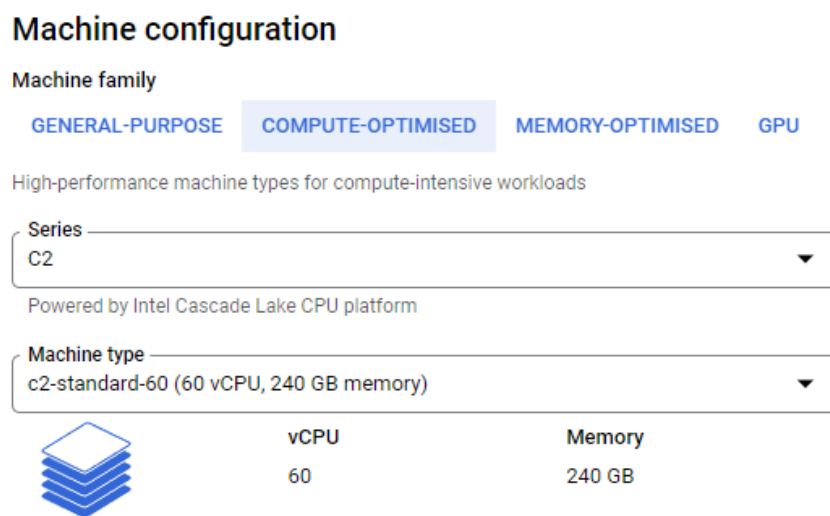 Machine configuration
Machine family
GENERAL-PURPOSE COMPUTE-OPTIMISED MEMORY-OPTIMISED GPU
High-performance machine types for compute-intensive workloads
Series
C2
Powered by Intel Cascade Lake CPU platform
Machine type
c2-standard-60 (60 vCPU, 240 GB memory)
vCPU Memory
60 240 GB